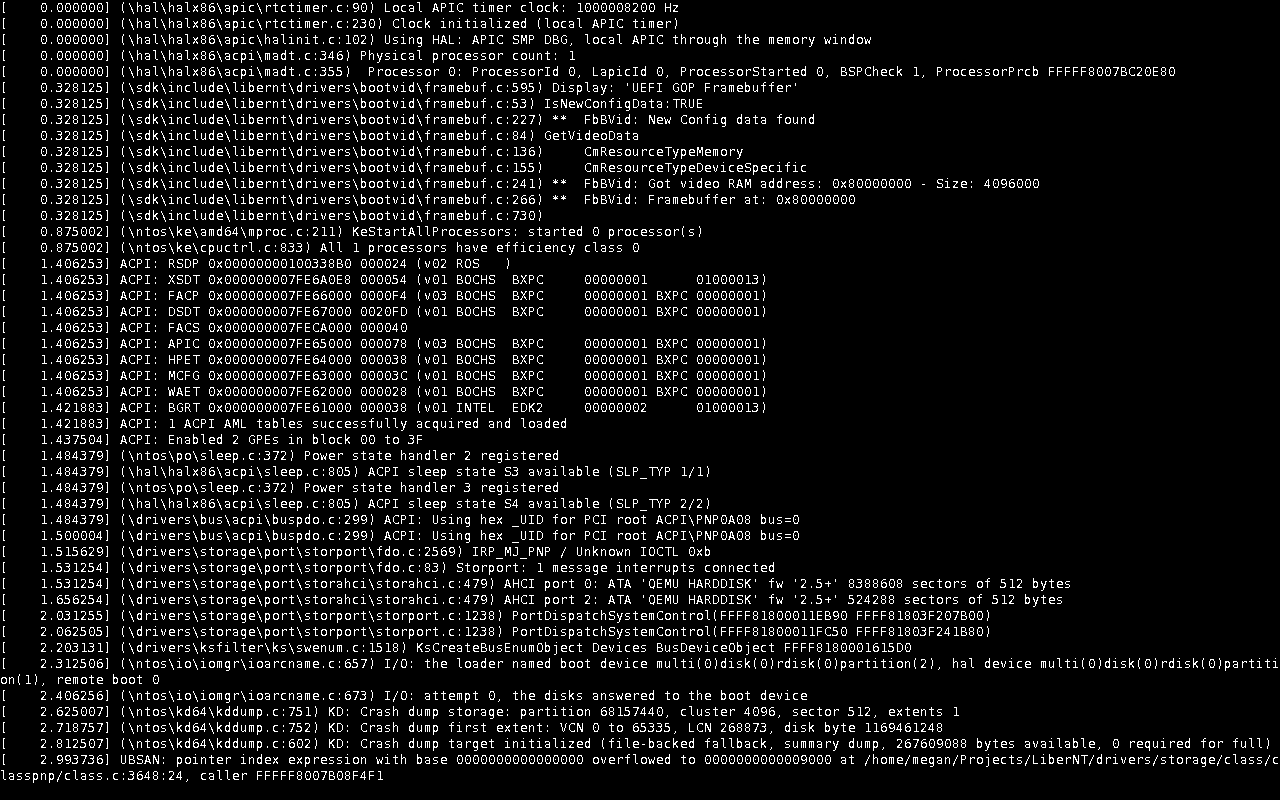 [    0.000000] (\hal\halx86\apic\rtctimer.c:90) Local APIC timer clock: 1000008200 Hz
[    0.000000] (\hal\halx86\apic\rtctimer.c:230) Clock initialized (local APIC timer)
[    0.000000] (\hal\halx86\apic\halinit.c:102) Using HAL: APIC SMP DBG, local APIC through the memory window
[    0.000000] (\hal\halx86\apic\madt.c:346) Physical processor count: 1
[    0.000000] (\hal\halx86\apic\madt.c:355)  Processor 0: ProcessorId 0, LapicId 0, ProcessorStarted 0, BSPCheck 1, ProcessorPrcb FFFFF8007BC20E80
[    0.328125] (\sdk\include\libernt\drivers\bootvid\framebuf.c:595) Display: 'UEFI GOP Framebuffer'
[    0.328125] (\sdk\include\libernt\drivers\bootvid\framebuf.c:53) IsNewConfigData:TRUE
[    0.328125] (\sdk\include\libernt\drivers\bootvid\framebuf.c:227) **  FbBVid: New Config data found
[    0.328125] (\sdk\include\libernt\drivers\bootvid\framebuf.c:84) GetVideoData
[    0.328125] (\sdk\include\libernt\drivers\bootvid\framebuf.c:136)     CmResourceTypeMemory
[    0.328125] (\sdk\include\libernt\drivers\bootvid\framebuf.c:155)     CmResourceTypeDeviceSpecific
[    0.328125] (\sdk\include\libernt\drivers\bootvid\framebuf.c:241) **  FbBVid: Got video RAM address: 0x80000000 - Size: 4096000
[    0.328125] (\sdk\include\libernt\drivers\bootvid\framebuf.c:266) **  FbBVid: Framebuffer at: 0x80000000
[    0.328125] (\sdk\include\libernt\drivers\bootvid\framebuf.c:730)
[    0.875002] (\ntos\ke\amd64\mproc.c:211) KeStartAllProcessors: started 0 processor(s)
[    0.875002] (\ntos\ke\cpuctrl.c:833) All 1 processors have efficiency class 0
[    1.406253] ACPI: RSDP 0x00000000100338B0 000024 (v02 ROS   )
[    1.406253] ACPI: XSDT 0x000000007FE6A0E8 000054 (v01 BOCHS  BXPC     00000001      01000013)
[    1.406253] ACPI: FACP 0x000000007FE66000 0000F4 (v03 BOCHS  BXPC     00000001 BXPC 00000001)
[    1.406253] ACPI: DSDT 0x000000007FE67000 0020FD (v01 BOCHS  BXPC     00000001 BXPC 00000001)
[    1.406253] ACPI: FACS 0x000000007FECA000 000040
[    1.406253] ACPI: APIC 0x000000007FE65000 000078 (v03 BOCHS  BXPC     00000001 BXPC 00000001)
[    1.406253] ACPI: HPET 0x000000007FE64000 000038 (v01 BOCHS  BXPC     00000001 BXPC 00000001)
[    1.406253] ACPI: MCFG 0x000000007FE63000 00003C (v01 BOCHS  BXPC     00000001 BXPC 00000001)
[    1.406253] ACPI: WAET 0x000000007FE62000 000028 (v01 BOCHS  BXPC     00000001 BXPC 00000001)
[    1.421883] ACPI: BGRT 0x000000007FE61000 000038 (v01 INTEL  EDK2     00000002      01000013)
[    1.421883] ACPI: 1 ACPI AML tables successfully acquired and loaded
[    1.437504] ACPI: Enabled 2 GPEs in block 00 to 3F
[    1.484379] (\ntos\po\sleep.c:372) Power state handler 2 registered
[    1.484379] (\hal\halx86\acpi\sleep.c:805) ACPI sleep state S3 available (SLP_TYP 1/1)
[    1.484379] (\ntos\po\sleep.c:372) Power state handler 3 registered
[    1.484379] (\hal\halx86\acpi\sleep.c:805) ACPI sleep state S4 available (SLP_TYP 2/2)
[    1.484379] (\drivers\bus\acpi\buspdo.c:299) ACPI: Using hex _UID for PCI root ACPI\PNP0A08 bus=0
[    1.500004] (\drivers\bus\acpi\buspdo.c:299) ACPI: Using hex _UID for PCI root ACPI\PNP0A08 bus=0
[    1.515629] (\drivers\storage\port\storport\fdo.c:2569) IRP_MJ_PNP / Unknown IOCTL 0xb
[    1.531254] (\drivers\storage\port\storport\fdo.c:83) Storport: 1 message interrupts connected
[    1.531254] (\drivers\storage\port\storahci\storahci.c:479) AHCI port 0: ATA 'QEMU HARDDISK' fw '2.5+' 8388608 sectors of 512 bytes
[    1.656254] (\drivers\storage\port\storahci\storahci.c:479) AHCI port 2: ATA 'QEMU HARDDISK' fw '2.5+' 524288 sectors of 512 bytes
[    2.031255] (\drivers\storage\port\storport\storport.c:1238) PortDispatchSystemControl(FFFF81800011EB90 FFFF81803F207B00)
[    2.062505] (\drivers\storage\port\storport\storport.c:1238) PortDispatchSystemControl(FFFF81800011FC50 FFFF81803F241B80)
[    2.203131] (\drivers\ksfilter\ks\swenum.c:1518) KsCreateBusEnumObject Devices BusDeviceObject FFFF8180001615D0
[    2.312506] (\ntos\io\iomgr\ioarcname.c:657) I/O: the loader named boot device multi(0)disk(0)rdisk(0)partition(2), hal device multi(0)disk(0)rdisk(0)partiti
on(1), remote boot 0
[    2.406256] (\ntos\io\iomgr\ioarcname.c:673) I/O: attempt 0, the disks answered to the boot device
[    2.625007] (\ntos\kd64\kddump.c:751) KD: Crash dump storage: partition 68157440, cluster 4096, sector 512, extents 1
[    2.718757] (\ntos\kd64\kddump.c:752) KD: Crash dump first extent: VCN 0 to 65335, LCN 268873, disk byte 1169461248
[    2.812507] (\ntos\kd64\kddump.c:602) KD: Crash dump target initialized (file-backed fallback, summary dump, 267609088 bytes available, 0 required for full)
[    2.993736] UBSAN: pointer index expression with base 0000000000000000 overflowed to 0000000000009000 at /home/megan/Projects/LiberNT/drivers/storage/class/c
lasspnp/class.c:3648:24, caller FFFFF8007B08F4F1